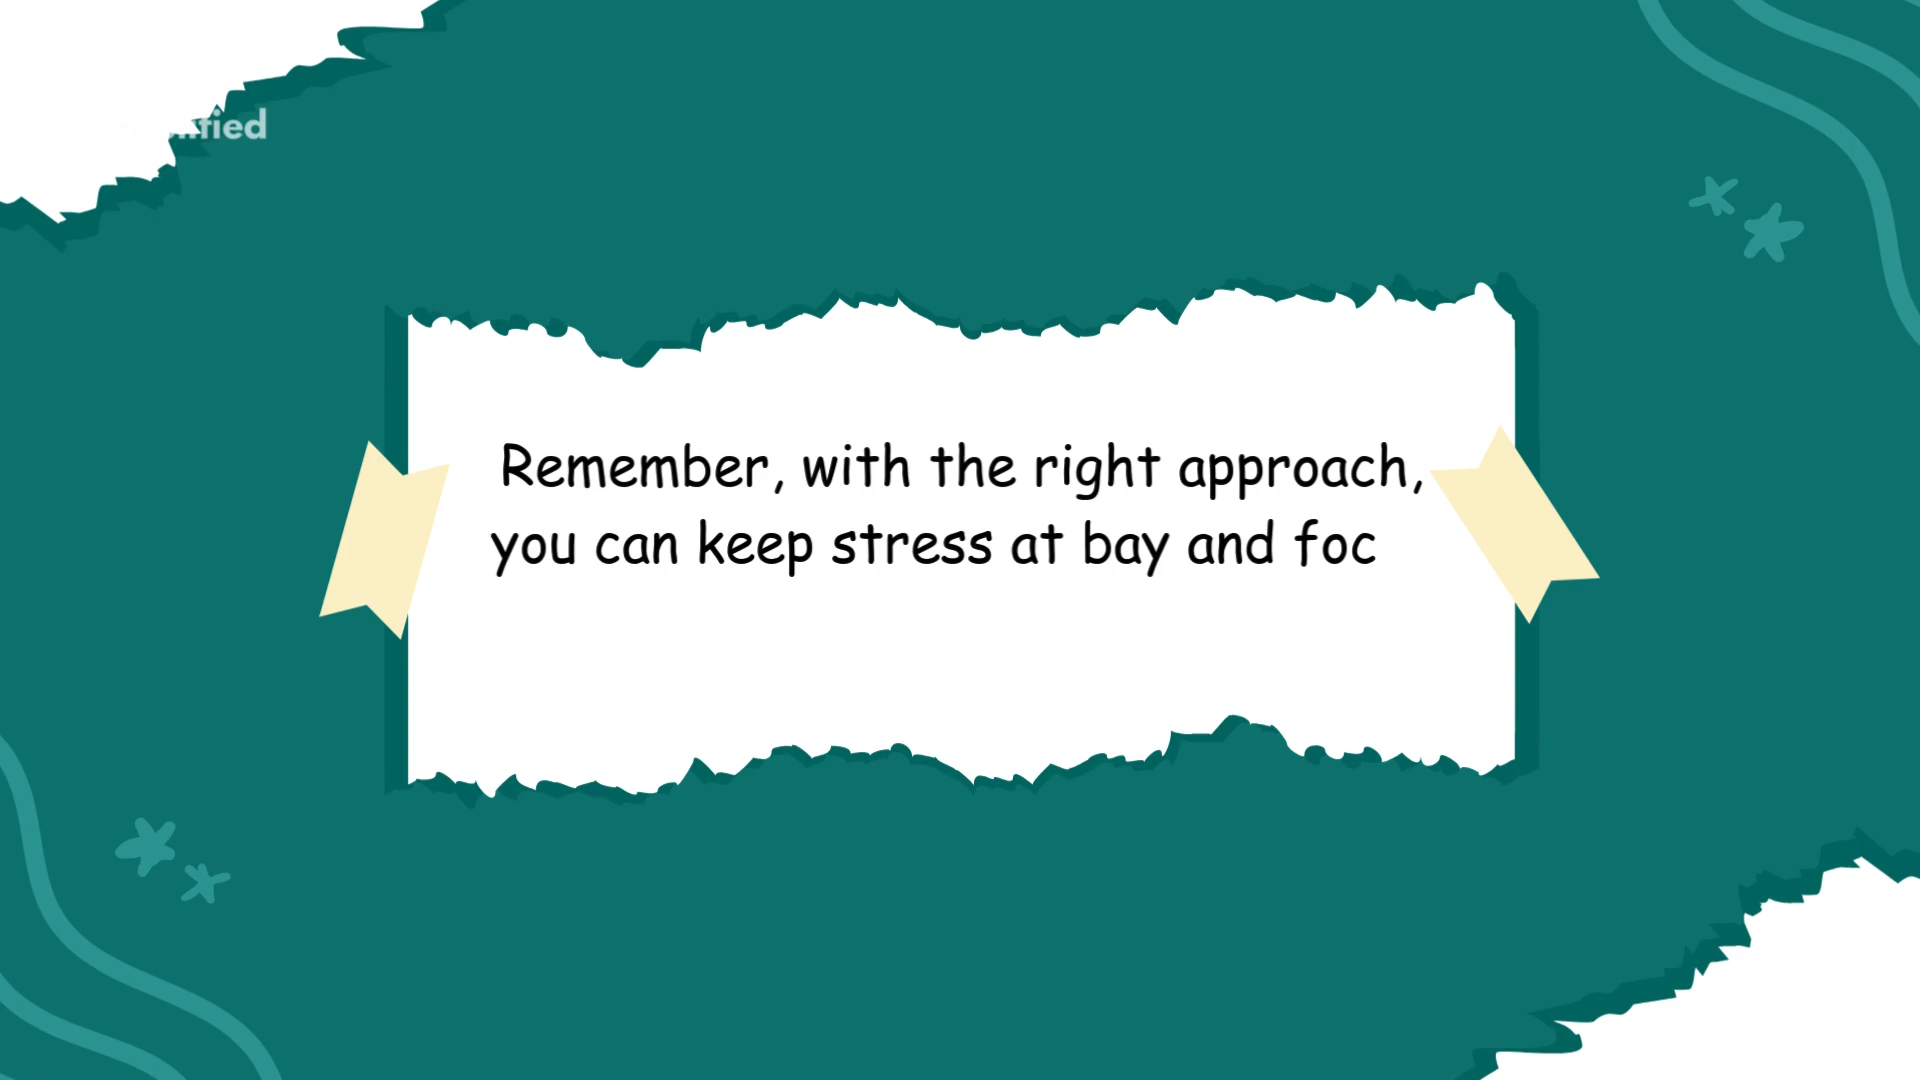 Remember, with the right approach,
you can keep stress at bay and foc